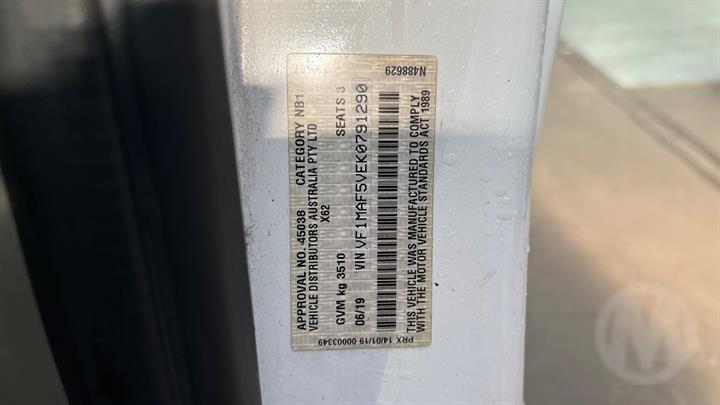 APPROVAL NO. 45038 CATEGORY NB1
VEHICLE DISTRIBUTORS AUSTRALIA PTY LTD
X62
GVM kg 3510 SEATS 3
06/19 VIN VF1MAF5VEK0791290
THIS VEHICLE WAS MANUFACTURED TO COMPLY
WITH THE MOTOR VEHICLE STANDARDS ACT 1989
PRX 14/01/19 00003349 N488629
M